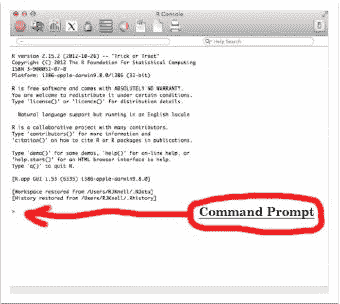 R Console
Help Search
R version 2.15.2 (2012-10-26) -- "Trick or Treat"
Copyright (C) 2012 The R Foundation for Statistical Computing
ISBN 3-900051-07-0
Platform: i386-apple-darwin9.8.0/i386 (32-bit)
R is free software and comes with ABSOLUTELY NO WARRANTY.
You are welcome to redistribute it under certain conditions.
Type 'license()' or 'licence()' for distribution details.
Natural language support but running in an English locale
R is a collaborative project with many contributors.
Type 'contributors()' for more information and
'citation()' on how to cite R or R packages in publications.
Type 'demo()' for some demos, 'help()' for on-line help, or
'help.start()' for an HTML browser interface to help.
Type 'q()' to quit R.
[R.app GUI 1.53 (6335) i386-apple-darwin9.8.0]
[Workspace restored from /Users/RJKnell/.RData]
[History restored from /Users/RJKnell/.Rhistory]
>
Command Prompt